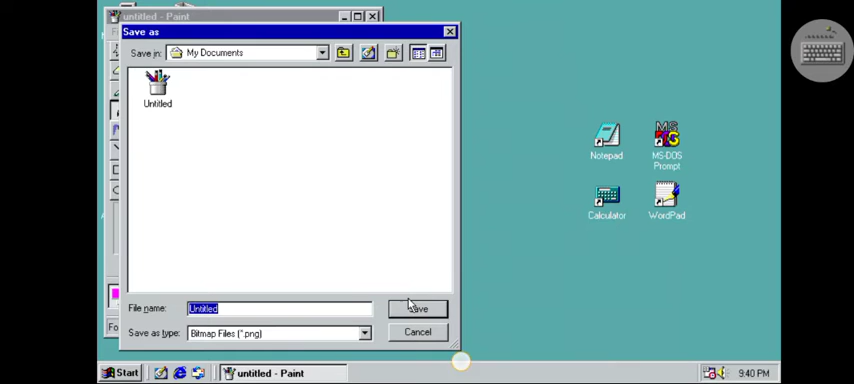 untitled - Paint
Save as
Save in:
My Documents
Untitled
Notepad
MS-DOS
Prompt
Calculator
WordPad
File name:
Untitled
Save
Save as type:
Bitmap Files (*.png)
Cancel
Fo
Start
untitled - Paint
9:40 PM